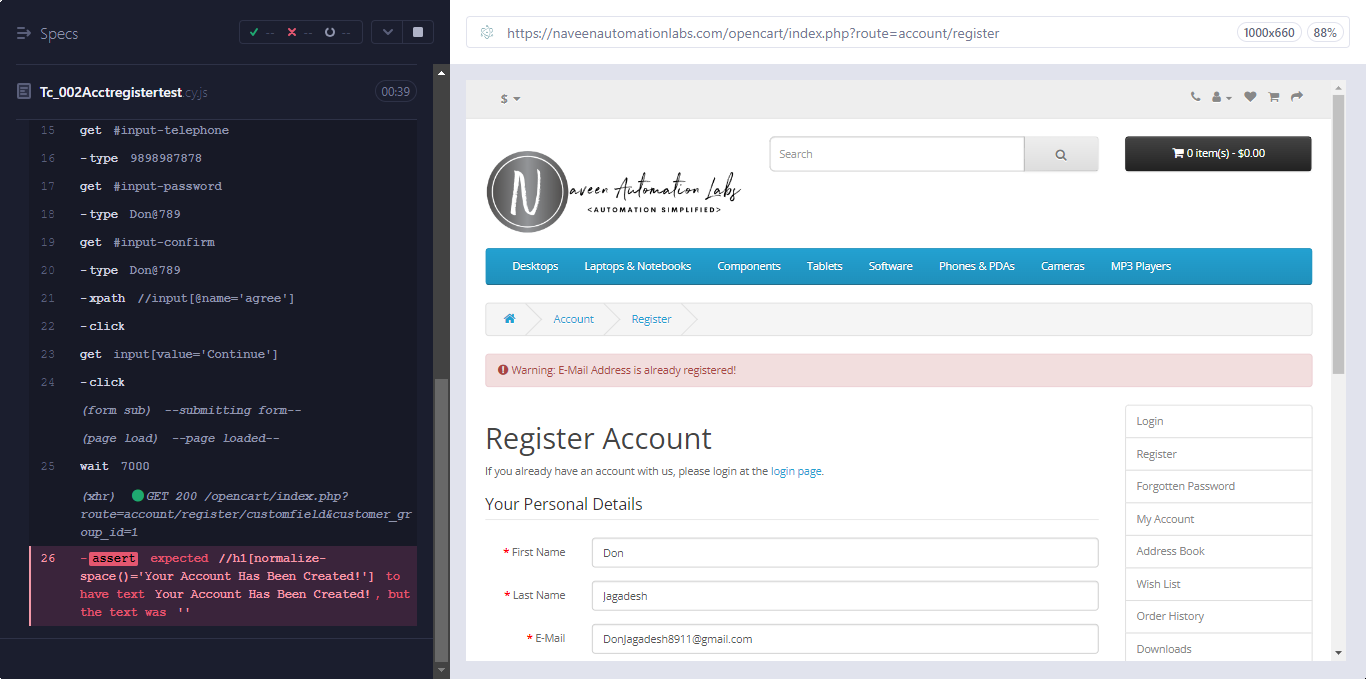 Specs
-- -- --
Tc_002Acctregistertest.cy.js
00:39
15 get #input-telephone
16 -type 9898987878
17 get #input-password
18 -type Don@789
19 get #input-confirm
20 -type Don@789
21 -xpath //input[@name='agree']
22 -click
23 get input[value='Continue']
24 -click
(form sub) --submitting form--
(page load) --page loaded--
25 wait 7000
(xhr) GET 200 /opencart/index.php?
route=account/register/customfield&customer_gr
oup_id=1
26 -assert expected //h1[normalize-
space()='Your Account Has Been Created!'] to
have text Your Account Has Been Created!, but
the text was ''
https://naveenautomationlabs.com/opencart/index.php?route=account/register
1000x660
88%
$
Search
0 item(s) - $0.00
N
aveen Automation Labs
<AUTOMATION SIMPLIFIED>
Desktops Laptops & Notebooks Components Tablets Software Phones & PDAs Cameras MP3 Players
Account Register
Warning: E-Mail Address is already registered!
Register Account
If you already have an account with us, please login at the login page.
Your Personal Details
* First Name Don
* Last Name Jagadesh
* E-Mail DonJagadesh8911@gmail.com
Login
Register
Forgotten Password
My Account
Address Book
Wish List
Order History
Downloads